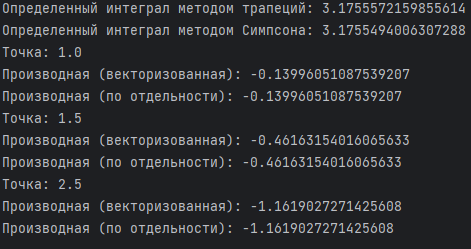 Определенный интеграл методом трапеций: 3.1755572159855614
Определенный интеграл методом Симпсона: 3.1755494006307288
Точка: 1.0
Производная (векторизованная): -0.13996051087539207
Производная (по отдельности): -0.13996051087539207
Точка: 1.5
Производная (векторизованная): -0.46163154016065633
Производная (по отдельности): -0.46163154016065633
Точка: 2.5
Производная (векторизованная): -1.1619027271425608
Производная (по отдельности): -1.1619027271425608